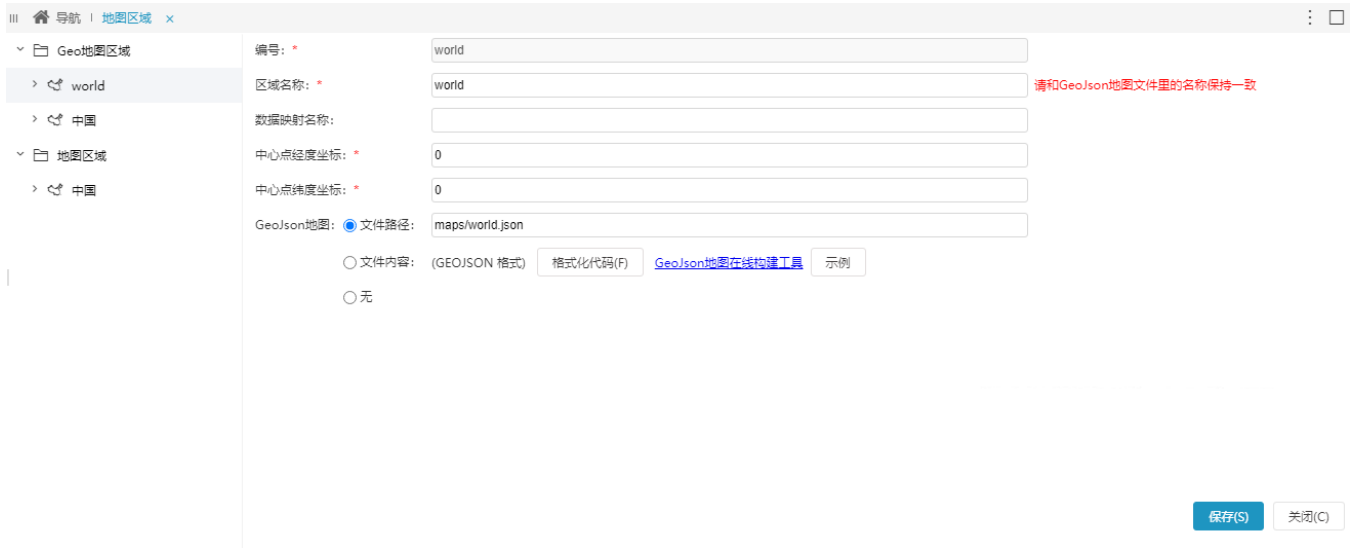 导航 地图区域 ×
Geo地图区域
world
中国
地图区域
中国
编号: * world
区域名称: * world 请和GeoJson地图文件里的名称保持一致
数据映射名称:
中心点经度坐标: * 0
中心点纬度坐标: * 0
GeoJson地图: 文件路径: maps/world.json
文件内容: (GEOJSON 格式) 格式化代码(F) GeoJson地图在线构建工具 示例
无
保存(S) 关闭(C)